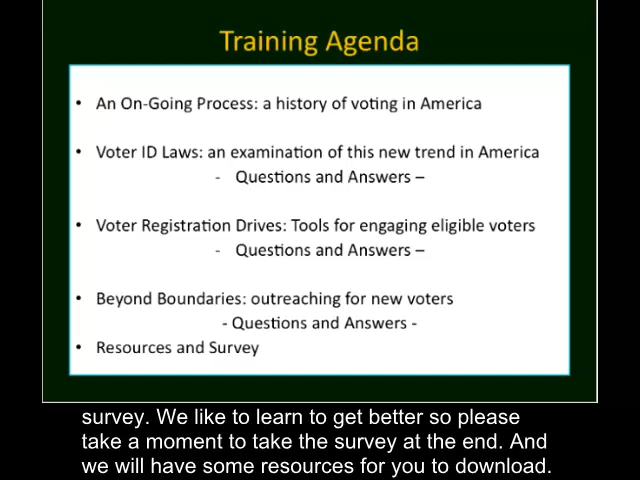 Training Agenda
• An On-Going Process: a history of voting in America
• Voter ID Laws: an examination of this new trend in America
- Questions and Answers –
• Voter Registration Drives: Tools for engaging eligible voters
- Questions and Answers –
• Beyond Boundaries: outreaching for new voters
- Questions and Answers -
• Resources and Survey
survey. We like to learn to get better so please
take a moment to take the survey at the end. And
we will have some resources for you to download.